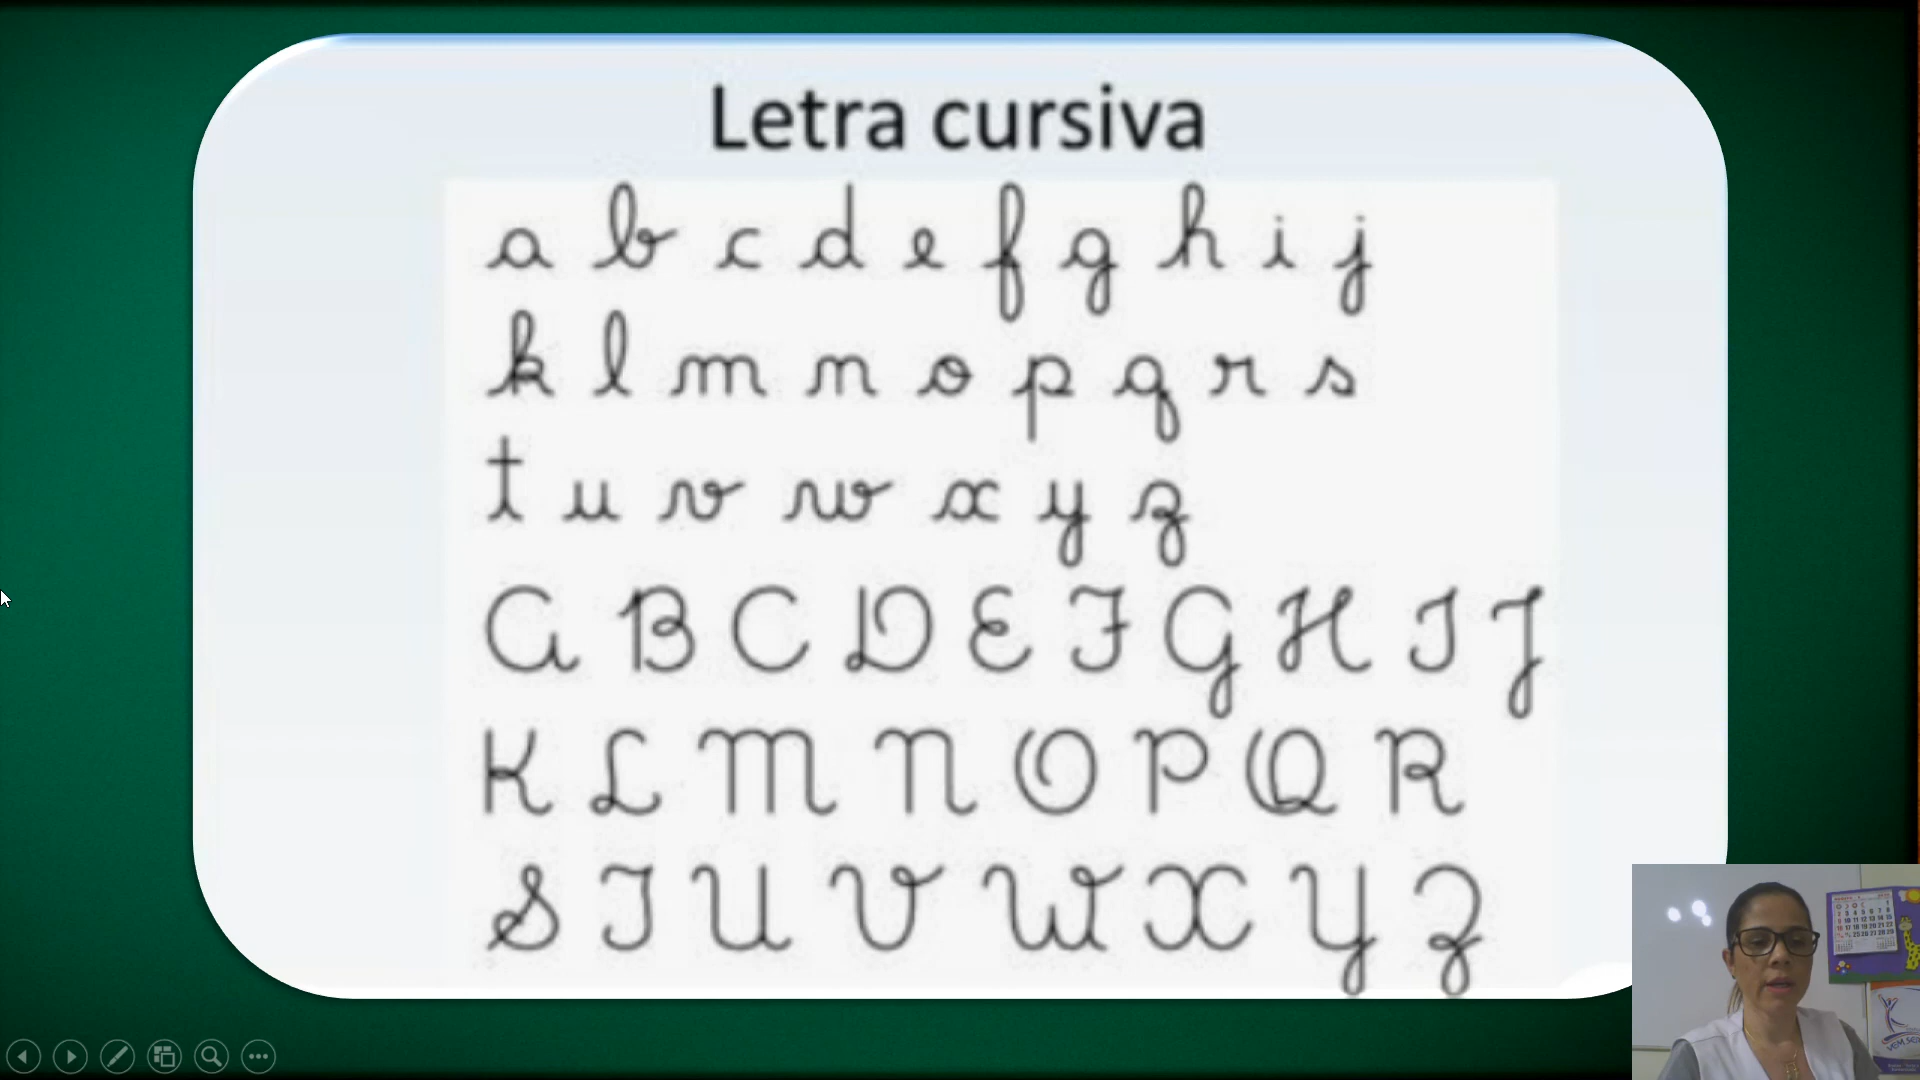 Letra cursiva
a b c d e f g h i j
k l m n o p q r s
t u v w x y z
A B C D E F G H I J
K L M N O P Q R
S T U V W X Y Z